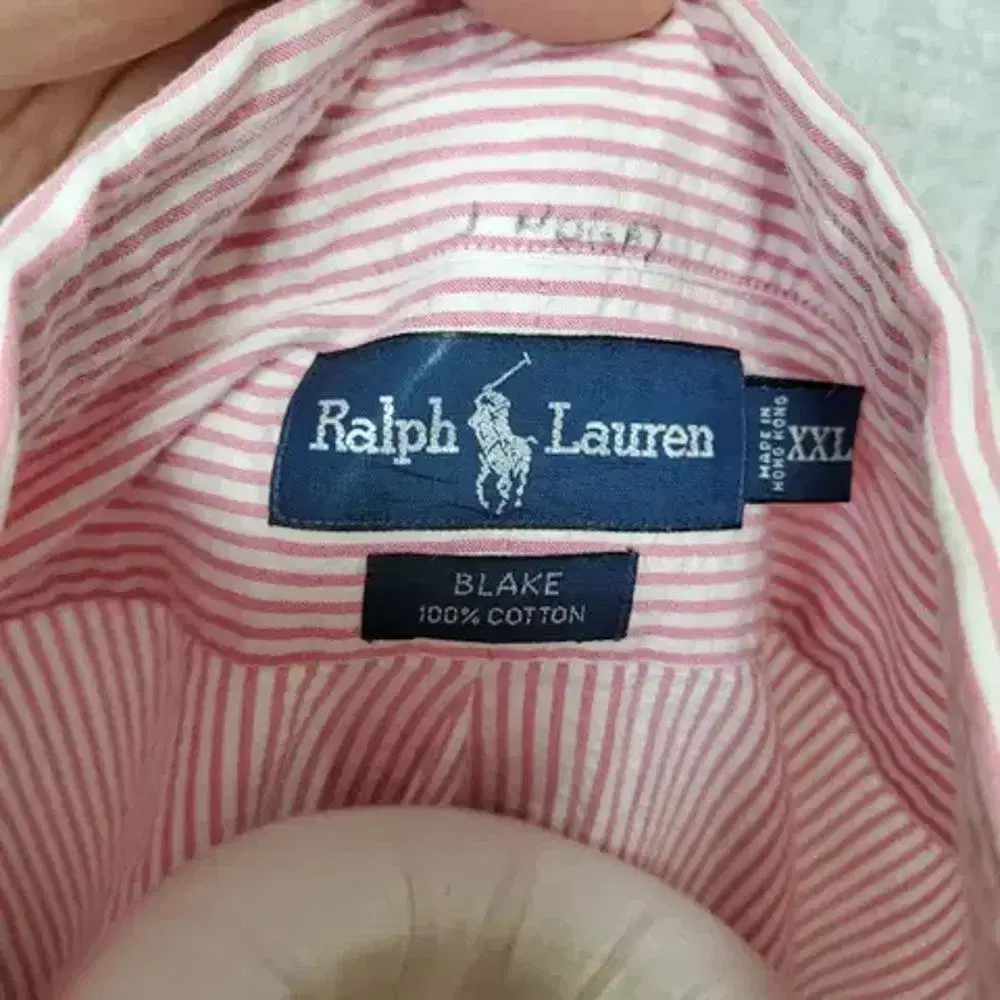 Ralph Lauren
MADE IN
HONG KONG
XXL
BLAKE
100% COTTON